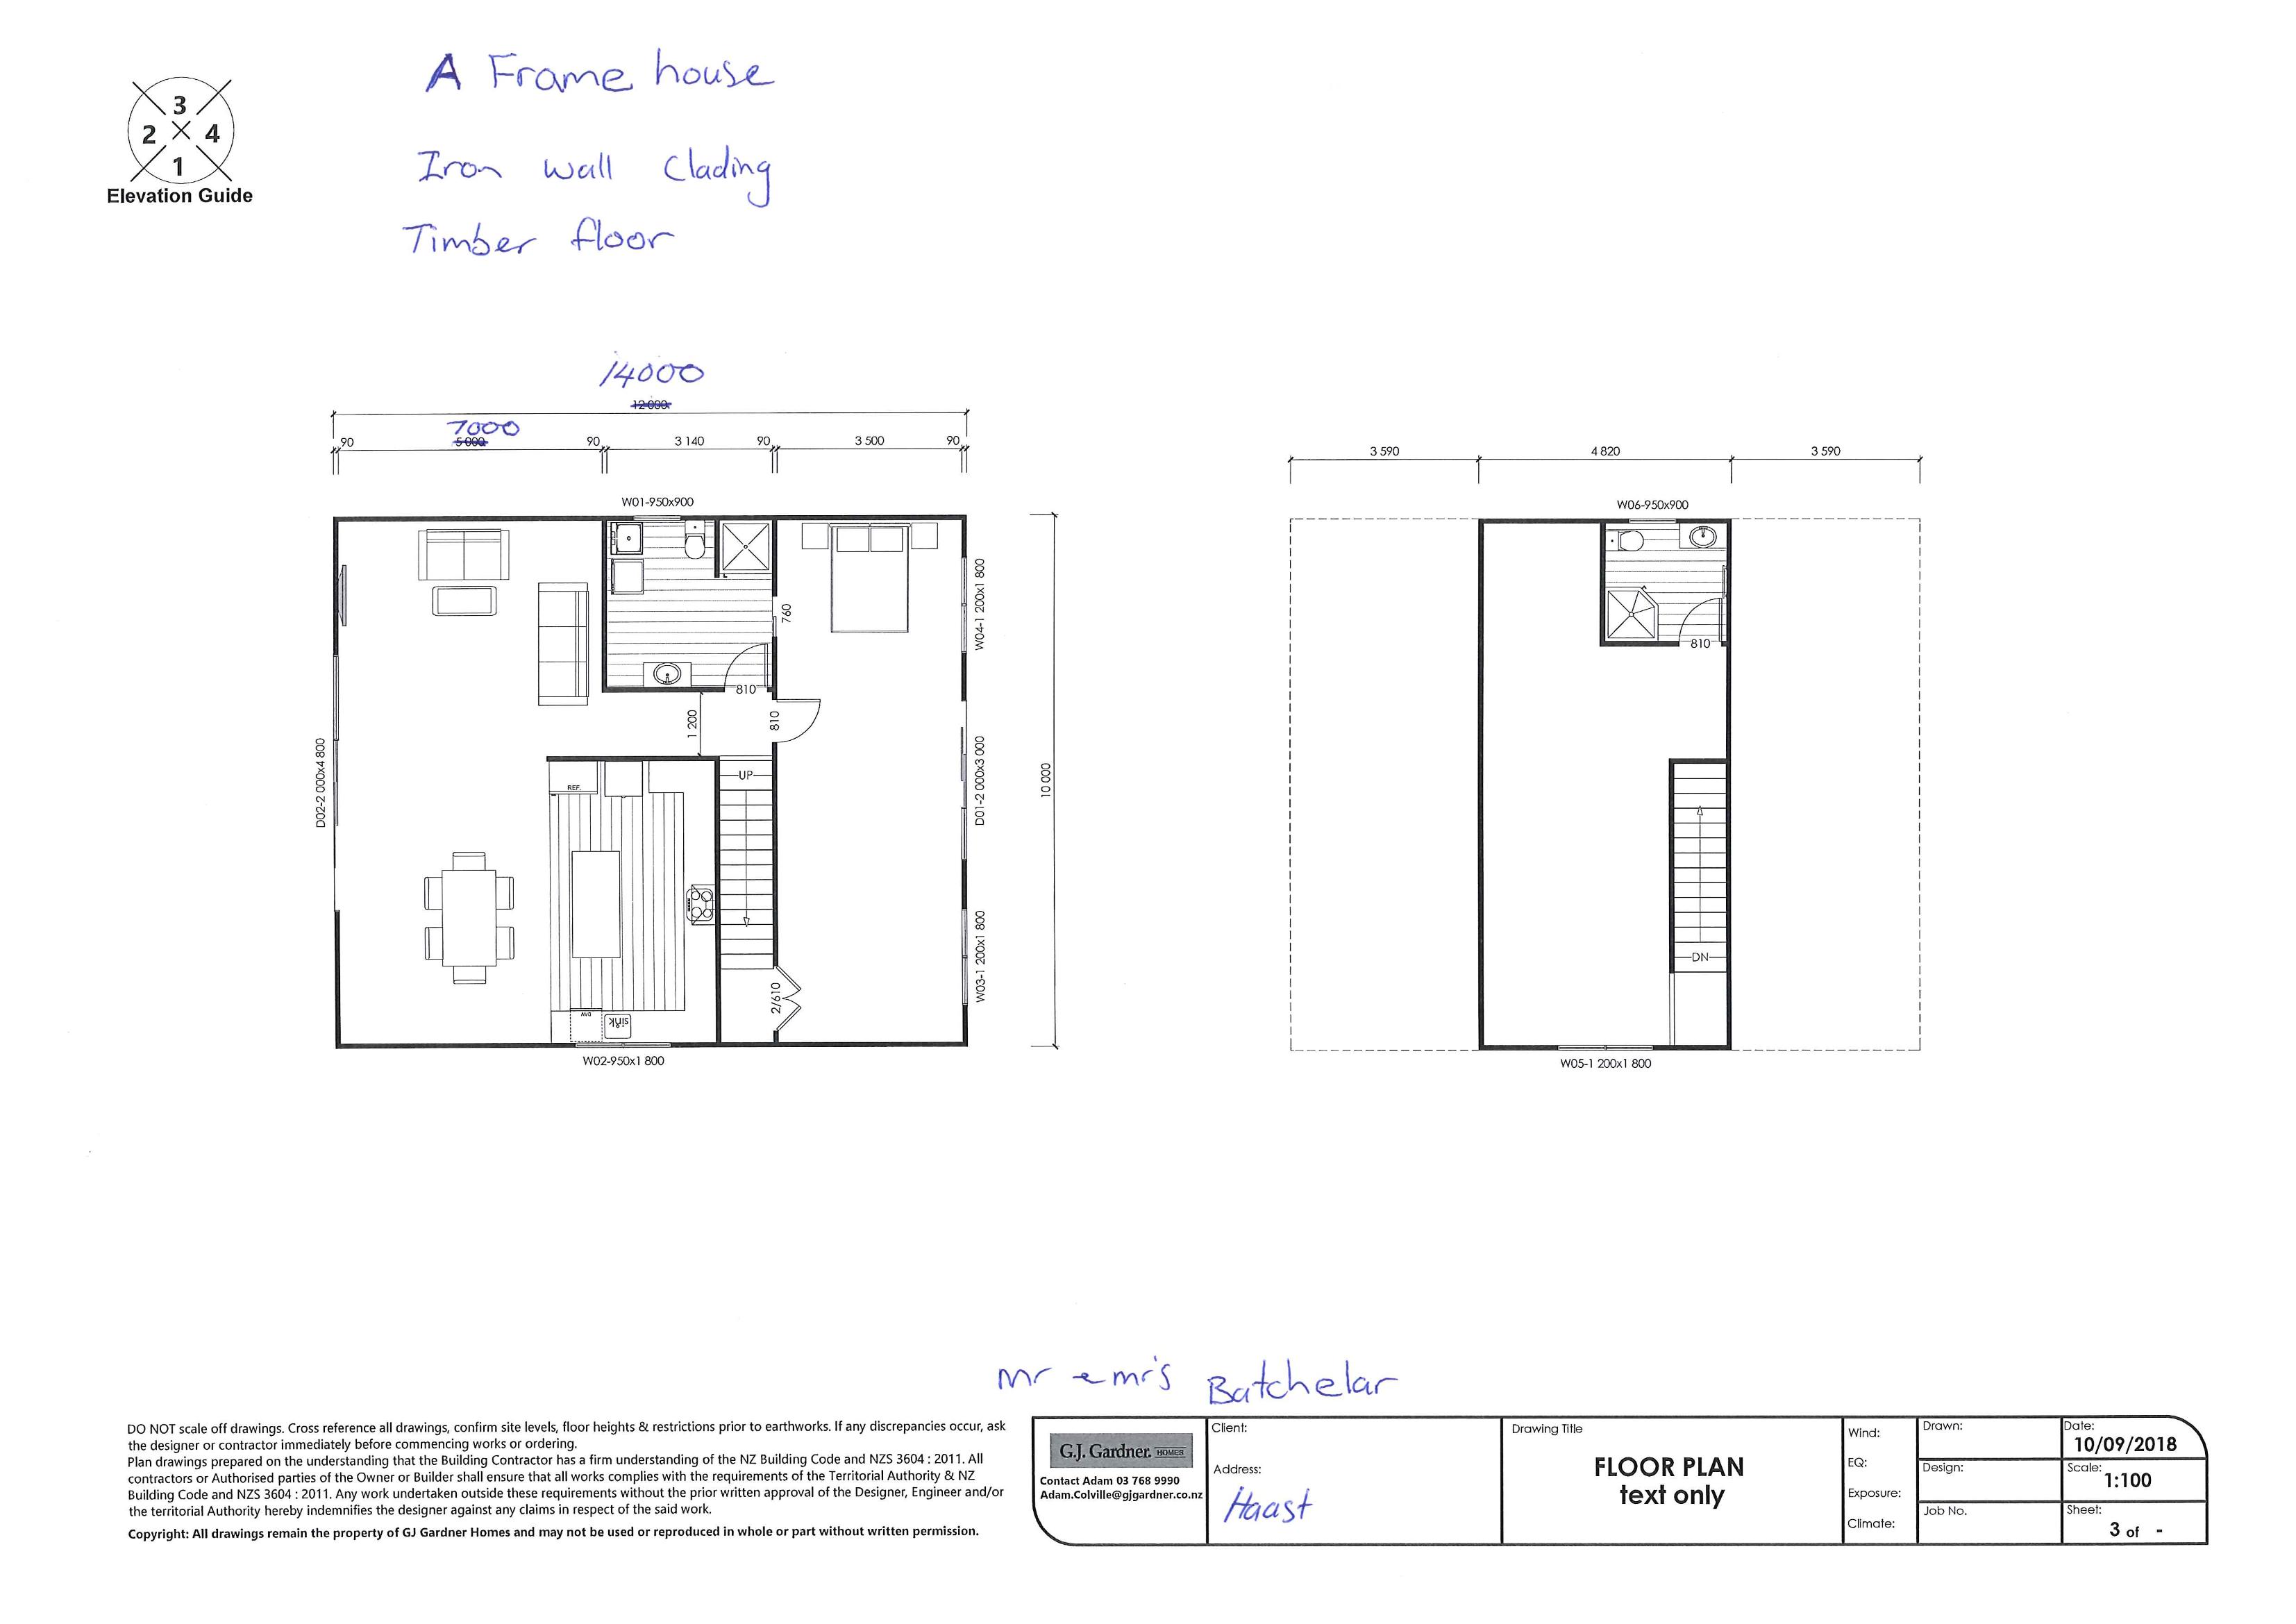 A Frame house
Iron wall Clading
Timber floor
3
2 4
1
Elevation Guide
14000
12 000
7000
90 5 000 90 3 140 90 3 500 90
W01-950x900
760
810
810
1 200
UP
REF.
D/W
sink
2/610
W02-950x1 800
D02-2 000x4 800
W04-1 200x1 800
D01-2 000x3 000
W03-1 200x1 800
10 000
3 590 4 820 3 590
W06-950x900
810
DN
W05-1 200x1 800
Mr & mr's Batchelar
DO NOT scale off drawings. Cross reference all drawings, confirm site levels, floor heights & restrictions prior to earthworks. If any discrepancies occur, ask
the designer or contractor immediately before commencing works or ordering.
Plan drawings prepared on the understanding that the Building Contractor has a firm understanding of the NZ Building Code and NZS 3604 : 2011. All
contractors or Authorised parties of the Owner or Builder shall ensure that all works complies with the requirements of the Territorial Authority & NZ
Building Code and NZS 3604 : 2011. Any work undertaken outside these requirements without the prior written approval of the Designer, Engineer and/or
the territorial Authority hereby indemnifies the designer against any claims in respect of the said work.
Copyright: All drawings remain the property of GJ Gardner Homes and may not be used or reproduced in whole or part without written permission.
G.J. Gardner. HOMES
Contact Adam 03 768 9990
Adam.Colville@gjgardner.co.nz
Client:
Address:
Haast
Drawing Title
FLOOR PLAN
text only
Wind:
EQ:
Exposure:
Climate:
Drawn:
Design:
Job No.
Date:
10/09/2018
Scale:
1:100
Sheet:
3 of -